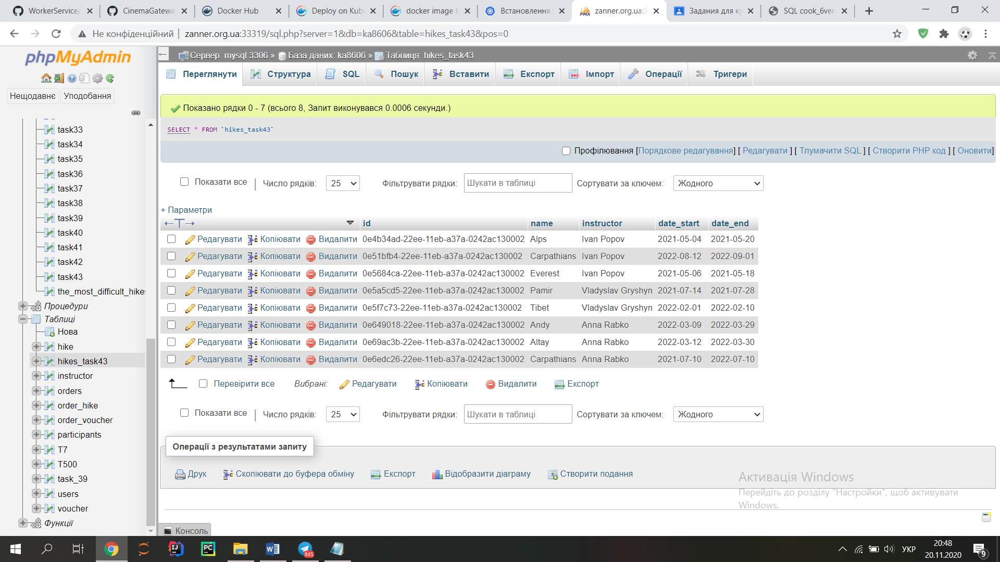 WorkerService/
CinemaGatewa
Docker Hub
Deploy on Kub
docker image b
Встановлення
zanner.org.ua:3
Задания для ку
SQL cook_6ver.
Не конфіденційний
zanner.org.ua:33319/sql.php?server=1&db=ka8606&table=hikes_task43&pos=0
phpMyAdmin
Нещодавнє Уподобання
task33
task34
task35
task36
task37
task38
task39
task40
task41
task42
task43
the_most_difficult_hike
Процедури
Таблиці
Нова
hike
hikes_task43
instructor
orders
order_hike
order_voucher
participants
T7
T500
task_39
users
voucher
Функції
Сервер: mysql:3306 » База даних: ka8606 » Таблиця: hikes_task43
Переглянути Структура SQL Пошук Вставити Експорт Імпорт Операції Тригери
Показано рядки 0 - 7 (всього 8, Запит виконувався 0.0006 секунди.)
SELECT * FROM `hikes_task43`
Профілювання [Порядкове редагування] [ Редагувати ] [ Тлумачити SQL ] [ Створити PHP код ] [ Оновити]
Показати все | Число рядків: 25 Фільтрувати рядки: Шукати в таблиці Сортувати за ключем: Жодного
+ Параметри
←T→ id name instructor date_start date_end
Редагувати Копіювати Видалити 0e4b34ad-22ee-11eb-a37a-0242ac130002 Alps Ivan Popov 2021-05-04 2021-05-20
Редагувати Копіювати Видалити 0e51bfb4-22ee-11eb-a37a-0242ac130002 Carpathians Ivan Popov 2022-08-12 2022-09-01
Редагувати Копіювати Видалити 0e5684ca-22ee-11eb-a37a-0242ac130002 Everest Ivan Popov 2021-05-06 2021-05-18
Редагувати Копіювати Видалити 0e5a5cd5-22ee-11eb-a37a-0242ac130002 Pamir Vladyslav Gryshyn 2021-07-14 2021-07-28
Редагувати Копіювати Видалити 0e5f7c73-22ee-11eb-a37a-0242ac130002 Tibet Vladyslav Gryshyn 2022-02-01 2022-02-10
Редагувати Копіювати Видалити 0e649018-22ee-11eb-a37a-0242ac130002 Andy Anna Rabko 2022-03-09 2022-03-29
Редагувати Копіювати Видалити 0e69ac3b-22ee-11eb-a37a-0242ac130002 Altay Anna Rabko 2022-03-12 2022-03-30
Редагувати Копіювати Видалити 0e6edc26-22ee-11eb-a37a-0242ac130002 Carpathians Anna Rabko 2021-07-10 2022-07-10
Перевірити все Вибрані: Редагувати Копіювати Видалити Експорт
Показати все | Число рядків: 25 Фільтрувати рядки: Шукати в таблиці Сортувати за ключем: Жодного
Операції з результатами запиту
Друк Скопіювати до буфера обміну Експорт Відобразити діаграму Створити подання
Активація Windows
Перейдіть до розділу "Настройки", щоб активувати
Windows.
Консоль
845
УКР
20:48
20.11.2020
9